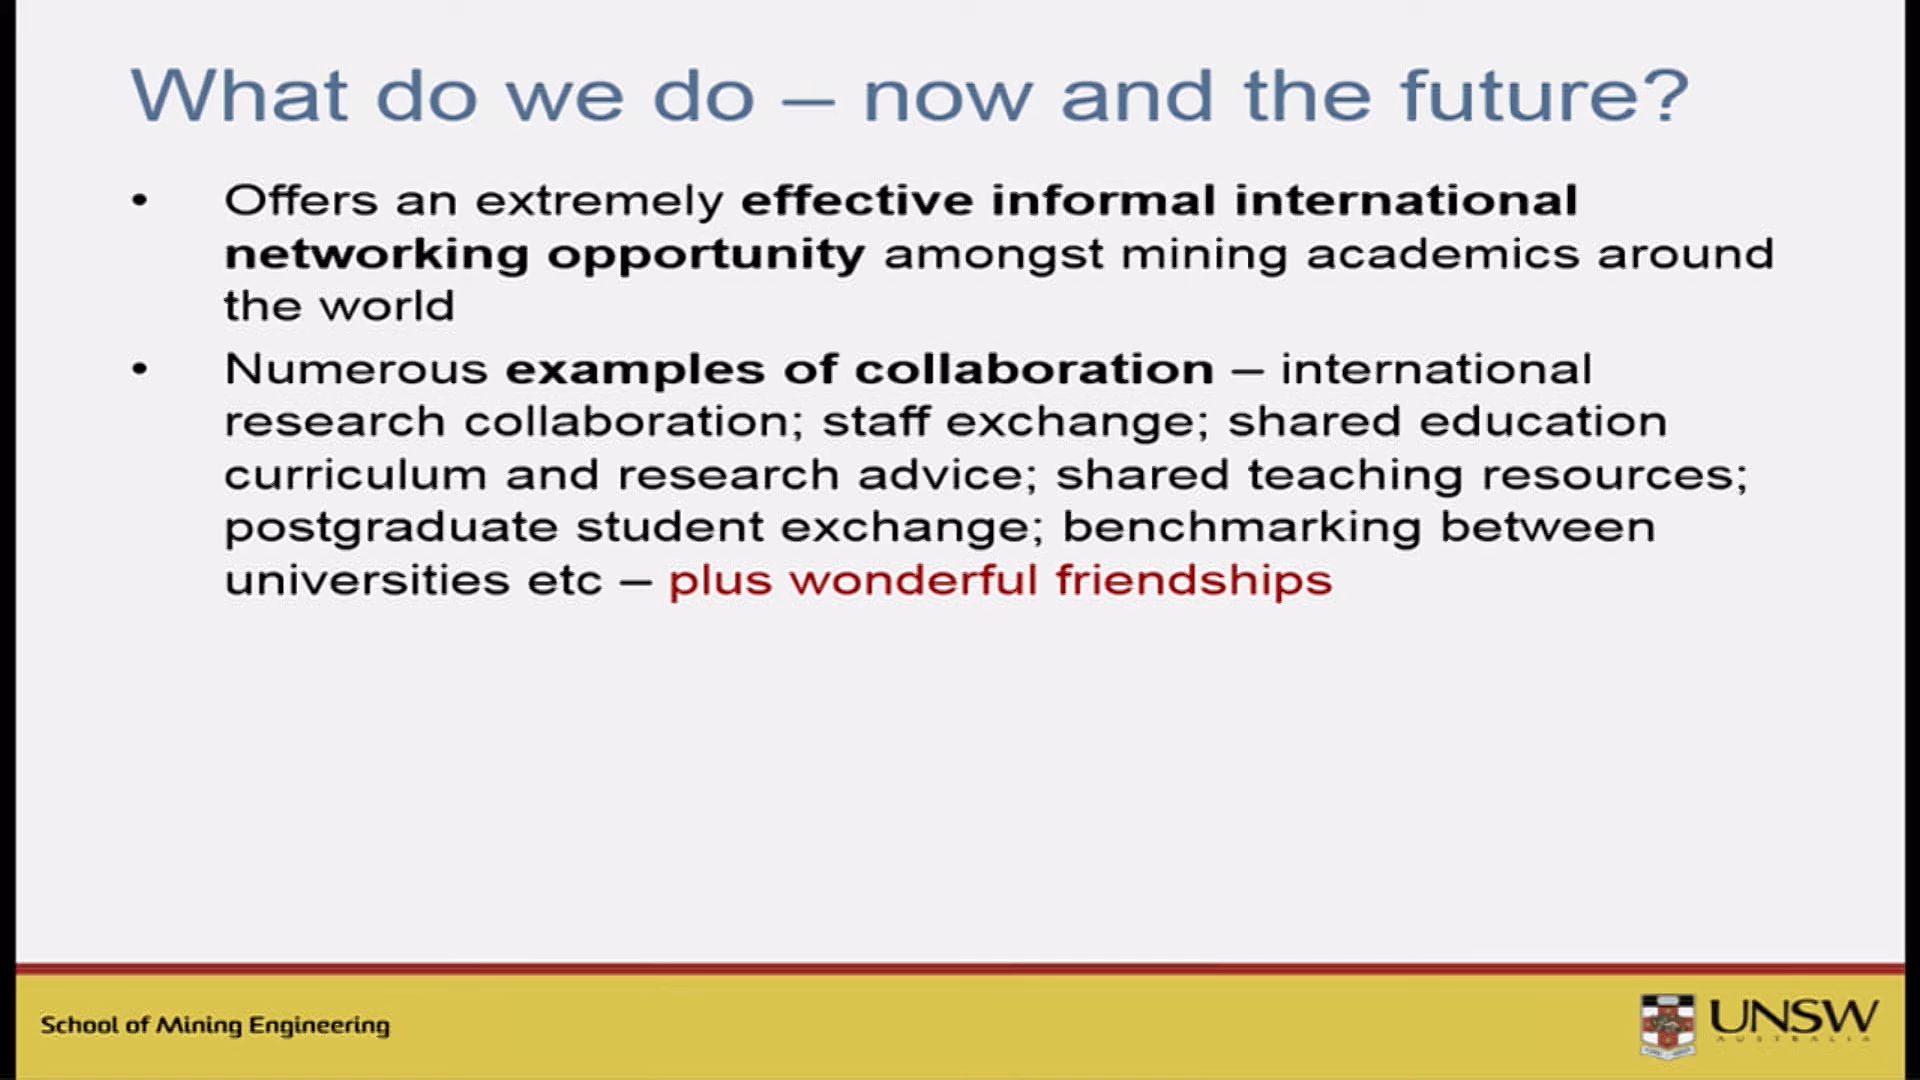 What do we do – now and the future?
• Offers an extremely effective informal international
networking opportunity amongst mining academics around
the world
• Numerous examples of collaboration – international
research collaboration; staff exchange; shared education
curriculum and research advice; shared teaching resources;
postgraduate student exchange; benchmarking between
universities etc – plus wonderful friendships
School of Mining Engineering
UNSW
AUSTRALIA